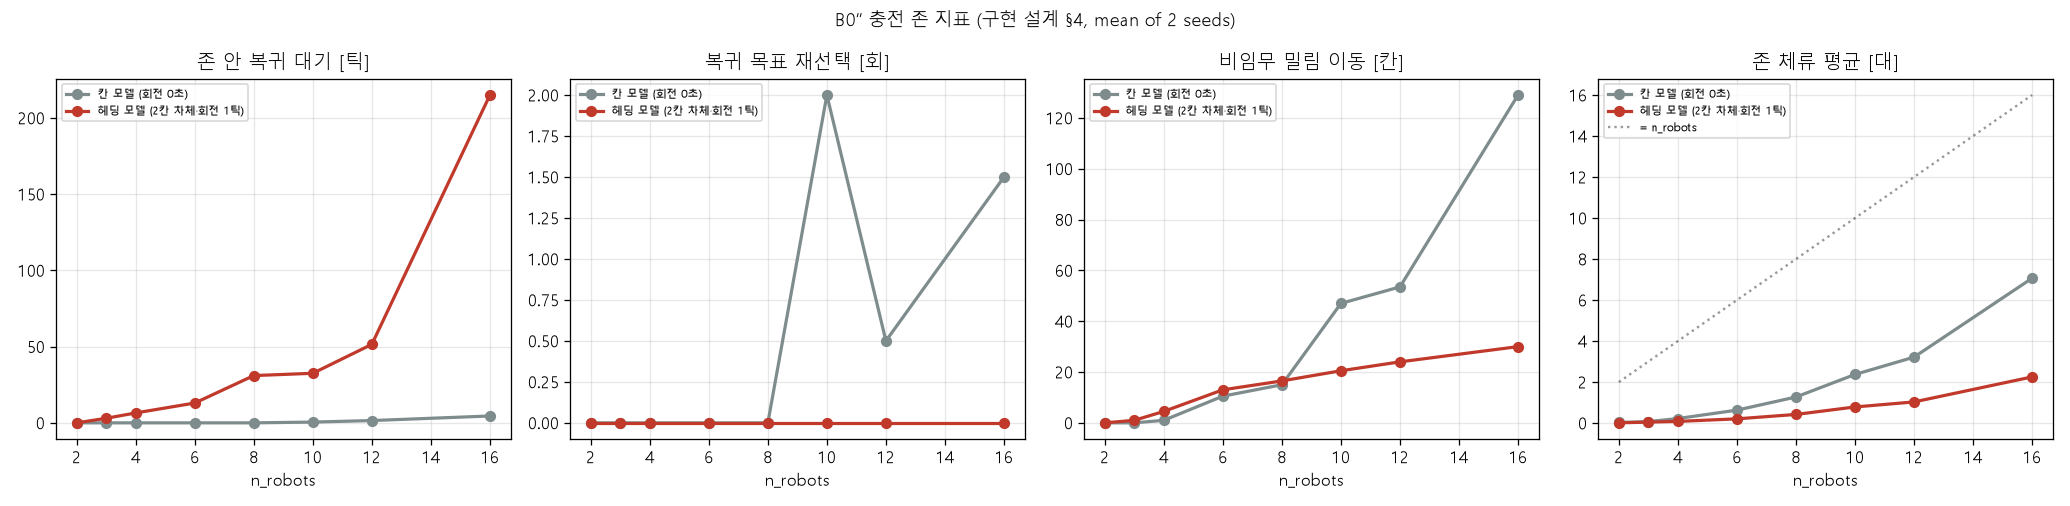 B0″ 충전 존 지표 (구현 설계 §4, mean of 2 seeds)
존 안 복귀 대기 [틱]
칸 모델 (회전 0초)
헤딩 모델 (2칸 차체·회전 1틱)
200
150
100
50
0
2 4 6 8 10 12 14 16
n_robots
복귀 목표 재선택 [회]
칸 모델 (회전 0초)
헤딩 모델 (2칸 차체·회전 1틱)
2.00
1.75
1.50
1.25
1.00
0.75
0.50
0.25
0.00
2 4 6 8 10 12 14 16
n_robots
비임무 밀림 이동 [칸]
칸 모델 (회전 0초)
헤딩 모델 (2칸 차체·회전 1틱)
120
100
80
60
40
20
0
2 4 6 8 10 12 14 16
n_robots
존 체류 평균 [대]
칸 모델 (회전 0초)
헤딩 모델 (2칸 차체·회전 1틱)
= n_robots
16
14
12
10
8
6
4
2
0
2 4 6 8 10 12 14 16
n_robots